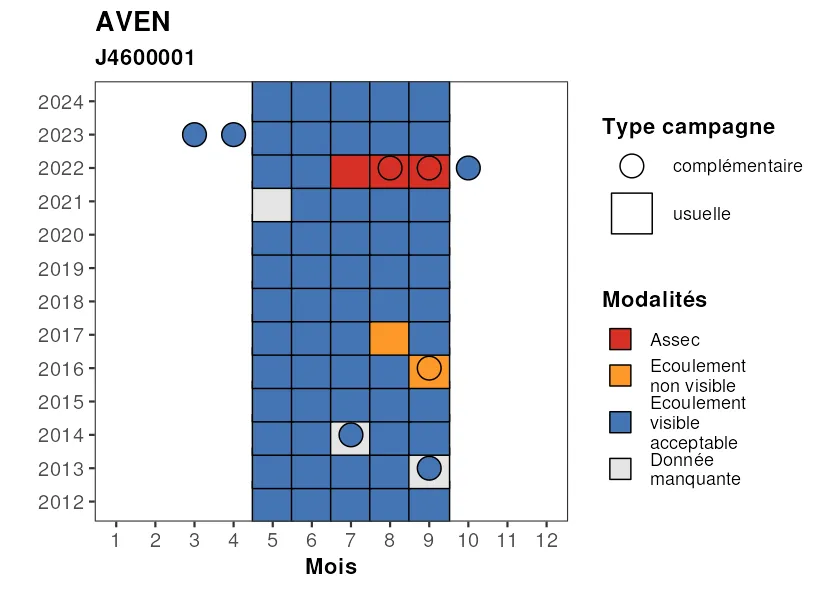 AVEN
J4600001
2024
2023
2022
2021
2020
2019
2018
2017
2016
2015
2014
2013
2012
1 2 3 4 5 6 7 8 9 10 11 12
Mois
Type campagne
complémentaire
usuelle
Modalités
Assec
Ecoulement
non visible
Ecoulement
visible
acceptable
Donnée
manquante